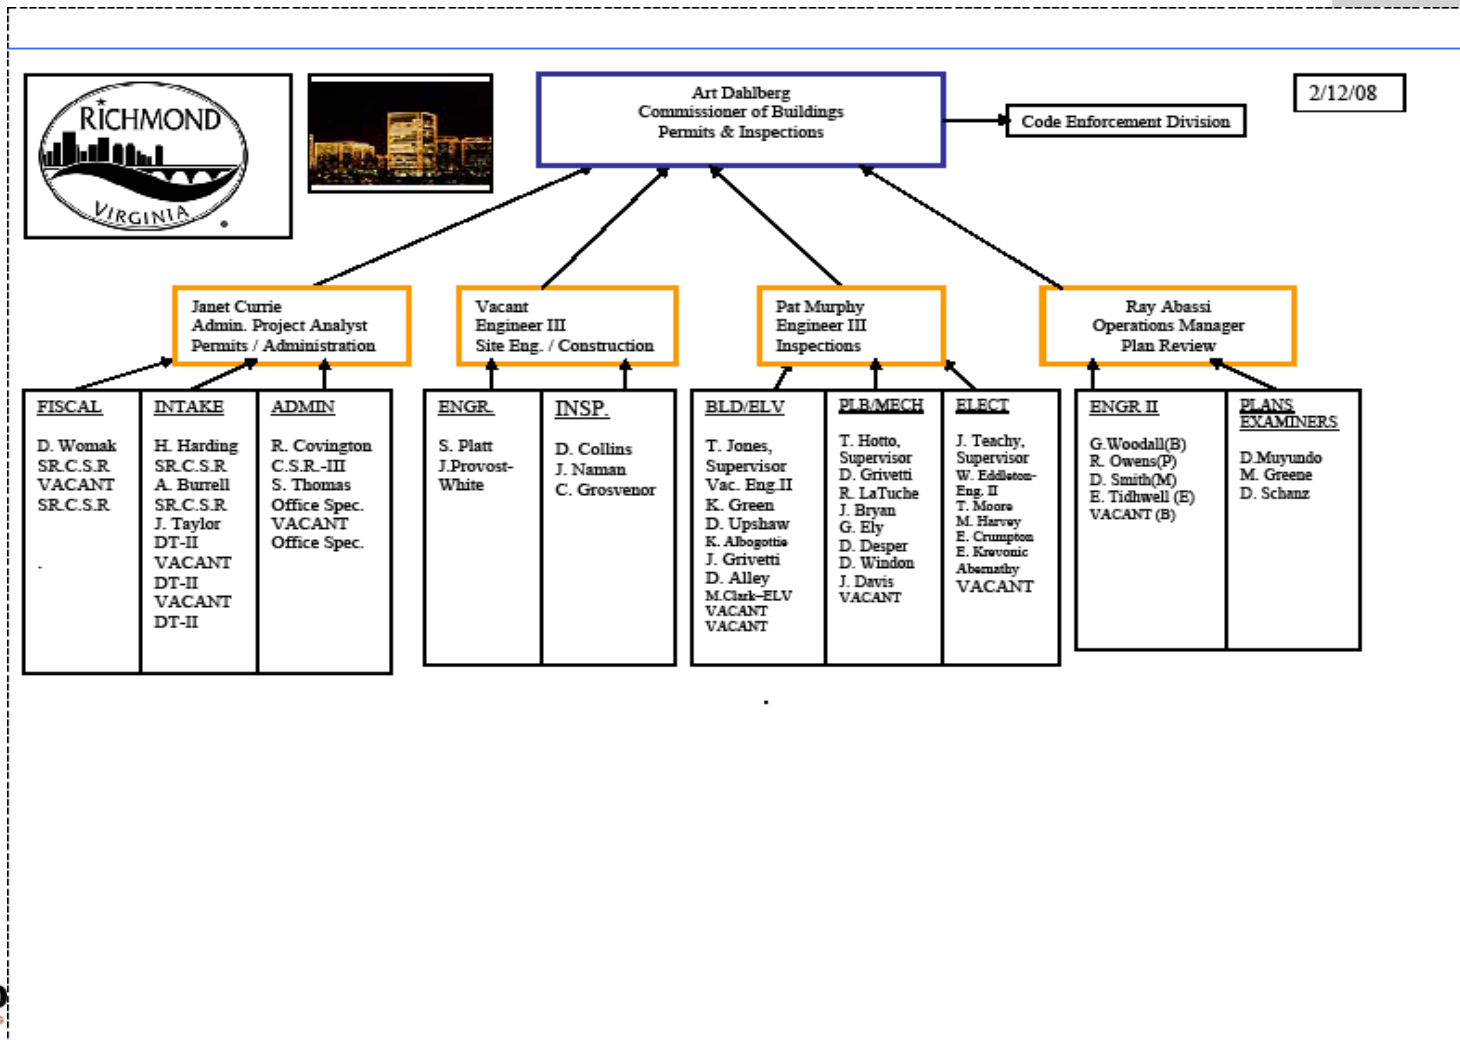 RICHMOND
VIRGINIA
Art Dahlberg
Commissioner of Buildings
Permits & Inspections
Code Enforcement Division
2/12/08
Janet Currie
Admin. Project Analyst
Permits / Administration
Vacant
Engineer III
Site Eng. / Construction
Pat Murphy
Engineer III
Inspections
Ray Abassi
Operations Manager
Plan Review
FISCAL
D. Womak
SR.C.S.R
VACANT
SR.C.S.R
.
INTAKE
H. Harding
SR.C.S.R
A. Burrell
SR.C.S.R
J. Taylor
DT-II
VACANT
DT-II
VACANT
DT-II
ADMIN
R. Covington
C.S.R.-III
S. Thomas
Office Spec.
VACANT
Office Spec.
ENGR.
S. Platt
J.Provost-
White
INSP.
D. Collins
J. Naman
C. Grosvenor
BLD/ELV
T. Jones,
Supervisor
Vac. Eng.II
K. Green
D. Upshaw
K. Albogottie
J. Grivetti
D. Alley
M.Clark–ELV
VACANT
VACANT
PLB/MECH
T. Hotto,
Supervisor
D. Grivetti
R. LaTuche
J. Bryan
G. Ely
D. Desper
D. Windon
J. Davis
VACANT
ELECT
J. Teachy,
Supervisor
W. Eddleton-
Eng. II
T. Moore
M. Harvey
E. Crumpton
E. Krevonic
Abernathy
VACANT
ENGR II
G.Woodall(B)
R. Owens(P)
D. Smith(M)
E. Tidhwell (E)
VACANT (B)
PLANS
EXAMINERS
D.Muyundo
M. Greene
D. Schanz
.